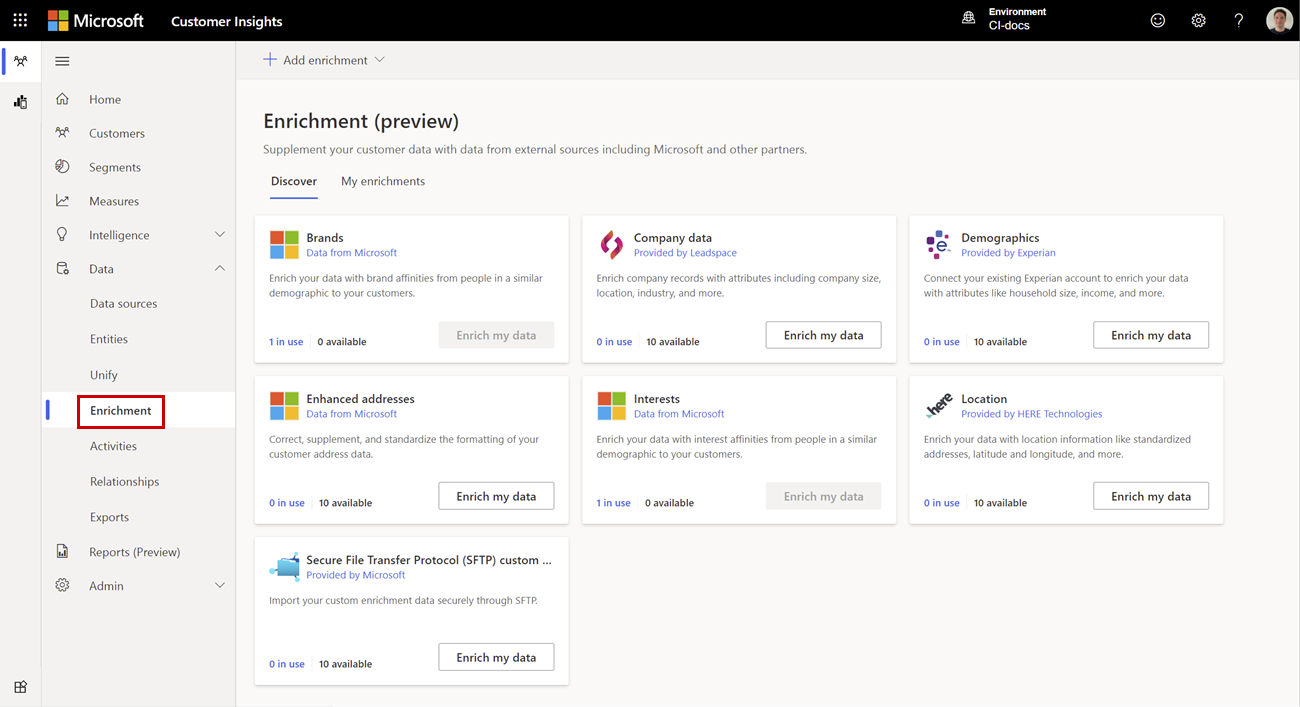 Microsoft Customer Insights
Environment
CI-docs
Add enrichment
Home
Customers
Segments
Measures
Intelligence
Data
Data sources
Entities
Unify
Enrichment
Activities
Relationships
Exports
Reports (Preview)
Admin
Enrichment (preview)
Supplement your customer data with data from external sources including Microsoft and other partners.
Discover My enrichments
Brands
Data from Microsoft
Enrich your data with brand affinities from people in a similar
demographic to your customers.
1 in use 0 available Enrich my data
Company data
Provided by Leadspace
Enrich company records with attributes including company size,
location, industry, and more.
0 in use 10 available Enrich my data
Demographics
Provided by Experian
Connect your existing Experian account to enrich your data
with attributes like household size, income, and more.
0 in use 10 available Enrich my data
Enhanced addresses
Data from Microsoft
Correct, supplement, and standardize the formatting of your
customer address data.
0 in use 10 available Enrich my data
Interests
Data from Microsoft
Enrich your data with interest affinities from people in a similar
demographic to your customers.
1 in use 0 available Enrich my data
here
Location
Provided by HERE Technologies
Enrich your data with location information like standardized
addresses, latitude and longitude, and more.
0 in use 10 available Enrich my data
Secure File Transfer Protocol (SFTP) custom ...
Provided by Microsoft
Import your custom enrichment data securely through SFTP.
0 in use 10 available Enrich my data